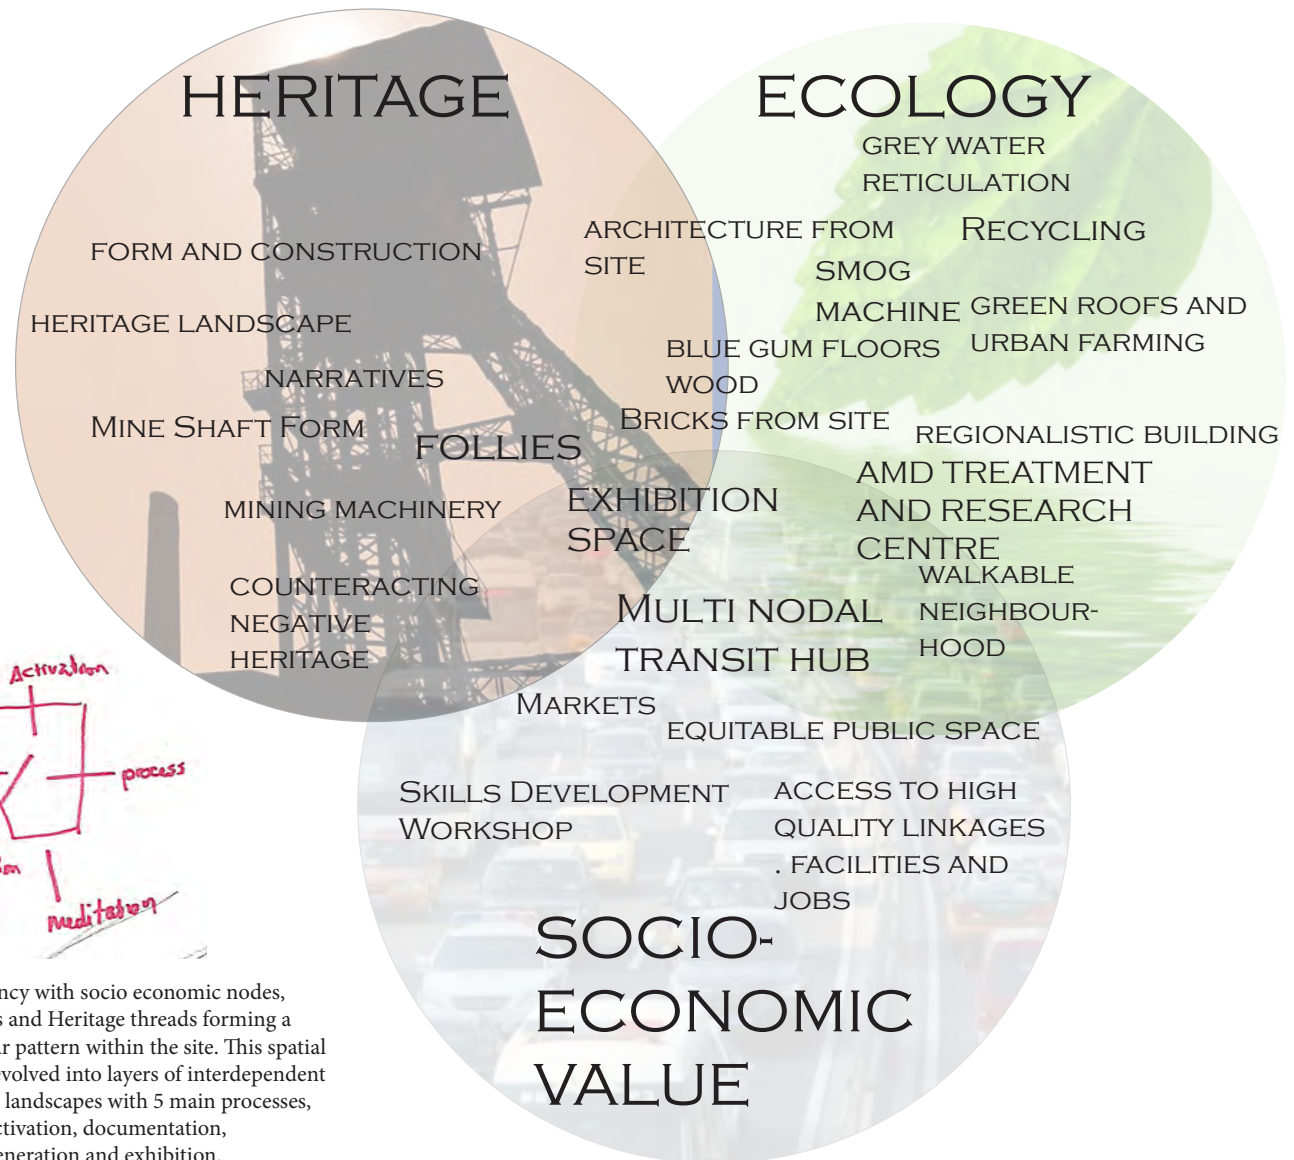 HERITAGE
ECOLOGY
GREY WATER
RETICULATION
ARCHITECTURE FROM
SITE
RECYCLING
SMOG
MACHINE
GREEN ROOFS AND
URBAN FARMING
FORM AND CONSTRUCTION
HERITAGE LANDSCAPE
NARRATIVES
MINE SHAFT FORM
FOLLIES
BLUE GUM FLOORS
WOOD
BRICKS FROM SITE
REGIONALISTIC BUILDING
AMD TREATMENT
AND RESEARCH
CENTRE
MINING MACHINERY
EXHIBITION
SPACE
COUNTERACTING
NEGATIVE
HERITAGE
WALKABLE
NEIGHBOUR-
HOOD
MULTI NODAL
TRANSIT HUB
MARKETS
EQUITABLE PUBLIC SPACE
SKILLS DEVELOPMENT
WORKSHOP
ACCESS TO HIGH
QUALITY LINKAGES
. FACILITIES AND
JOBS
SOCIO-
ECONOMIC
VALUE
Activation
process
meditation
ncy with socio economic nodes,
s and Heritage threads forming a
r pattern within the site. This spatial
evolved into layers of interdependent
landscapes with 5 main processes,
ctivation, documentation,
eneration and exhibition.